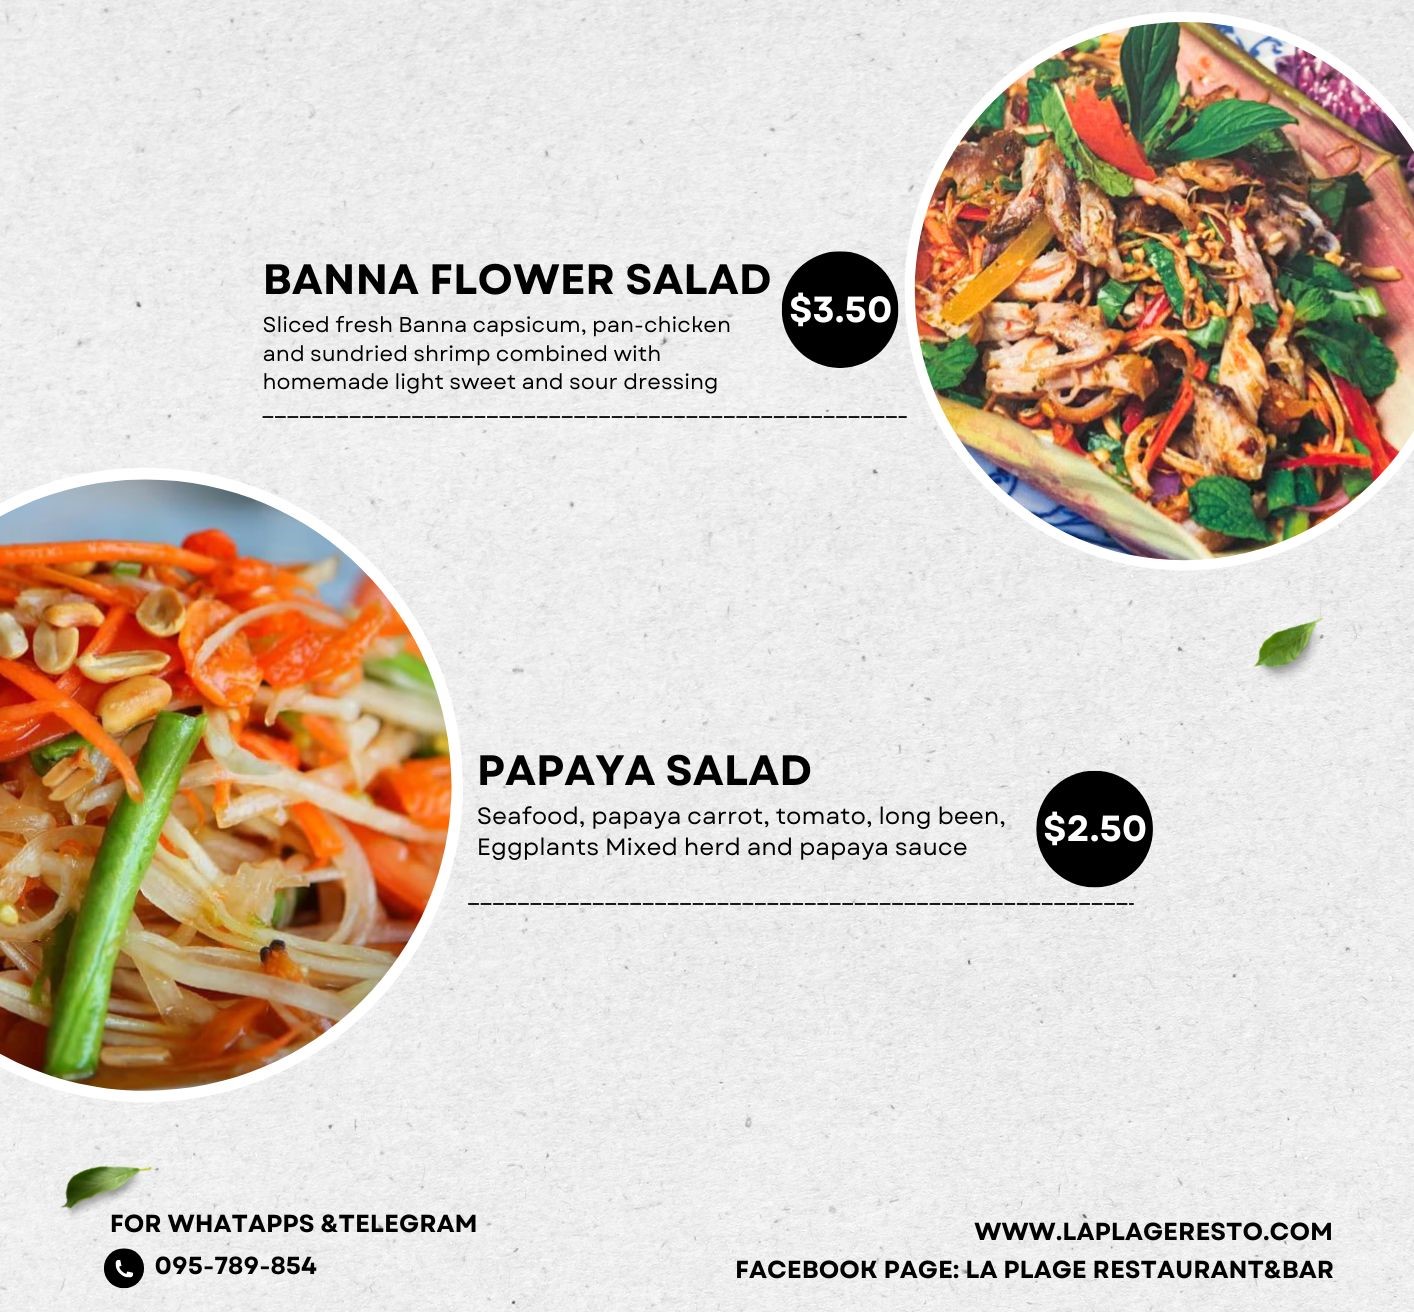 BANNA FLOWER SALAD
$3.50
Sliced fresh Banna capsicum, pan-chicken
and sundried shrimp combined with
homemade light sweet and sour dressing
PAPAYA SALAD
Seafood, papaya carrot, tomato, long been,
Eggplants Mixed herd and papaya sauce
$2.50
FOR WHATAPPS &TELEGRAM
095-789-854
WWW.LAPLAGERESTO.COM
FACEBOOK PAGE: LA PLAGE RESTAURANT&BAR